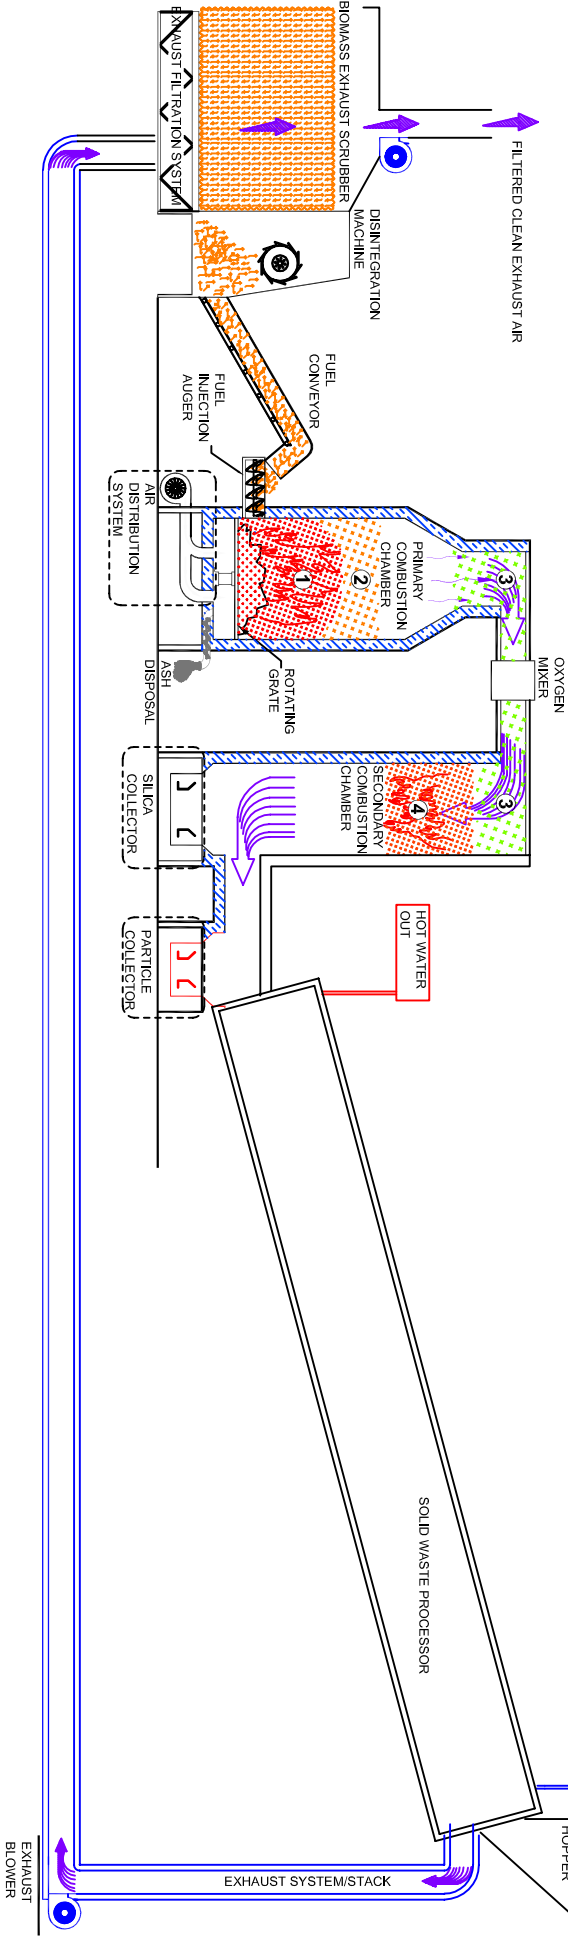 FILTERED CLEAN EXHAUST AIR
BIOMASS EXHAUST SCRUBBER
EXHAUST FILTRATION SYSTEM
DISINTEGRATION
MACHINE
FUEL
CONVEYOR
FUEL
INJECTION
AUGER
AIR
DISTRIBUTION
SYSTEM
PRIMARY
COMBUSTION
CHAMBER
1
2
3
ROTATING
GRATE
ASH
DISPOSAL
OXYGEN
MIXER
3
4
SECONDARY
COMBUSTION
CHAMBER
SILICA
COLLECTOR
PARTICLE
COLLECTOR
HOT WATER
OUT
SOLID WASTE PROCESSOR
HOPPER
EXHAUST SYSTEM/STACK
EXHAUST
BLOWER